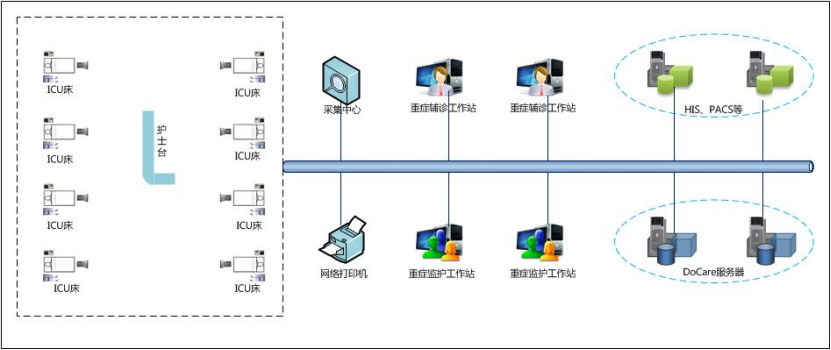 ICU床
ICU床
ICU床
ICU床
ICU床
ICU床
ICU床
ICU床
护士台
采集中心
重症辅诊工作站
重症辅诊工作站
HIS、PACS等
网络打印机
重症监护工作站
重症监护工作站
DoCare服务器